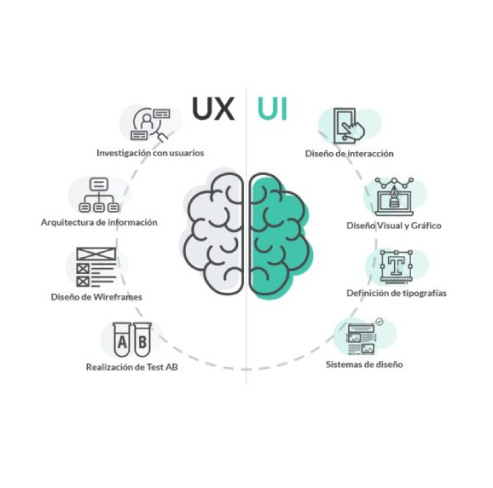 UX UI
Investigación con usuarios
Diseño de interacción
Arquitectura de información
Diseño Visual y Gráfico
Diseño de Wireframes
T
Definición de tipografías
A B
Realización de Test AB
Sistemas de diseño